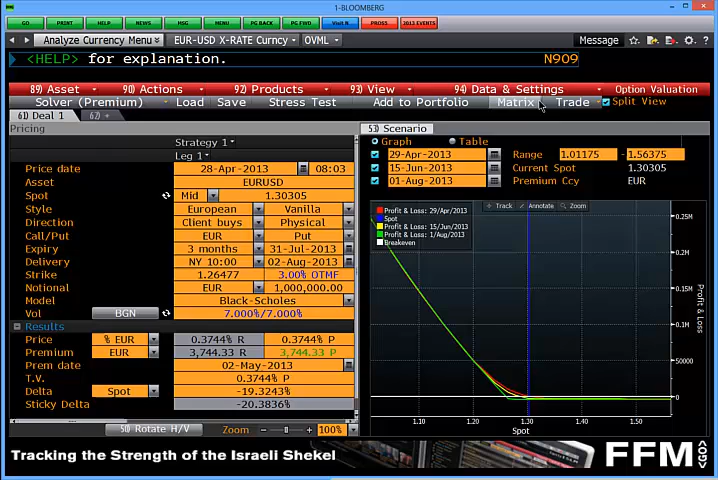 1-BLOOMBERG
GO PRINT HELP NEWS MSG MENU PG BACK PG FWD Visit N PROS5 2013 EVENTS
Analyze Currency Menu EUR-USD X-RATE Curncy OVML Message
<HELP> for explanation. N909
89) Asset 90) Actions 92) Products 93) View 94) Data & Settings Option Valuation
Solver (Premium) Load Save Stress Test Add to Portfolio Matrix Trade Split View
61) Deal 1 62) +
Pricing
53) Scenario
Strategy 1
Leg 1
Graph Table
Price date 28-Apr-2013 08:03
Asset EURUSD
Spot Mid 1.30305
Style European Vanilla
Direction Client buys Physical
Call/Put EUR Put
Expiry 3 months 31-Jul-2013
Delivery NY 10:00 02-Aug-2013
Strike 1.26477 3.00% OTMF
Notional EUR 1,000,000.00
Model Black-Scholes
Vol BGN 7.000%/7.000%
Results
Price % EUR 0.3744% R 0.3744% P
Premium EUR 3,744.33 R 3,744.33 P
Prem date 02-May-2013
T.V. 0.3744% P
Delta Spot -19.3243%
Sticky Delta -20.3836%
50) Rotate H/V Zoom 100%
29-Apr-2013 Range 1.01175 - 1.56375
15-Jun-2013 Current Spot 1.30305
01-Aug-2013 Premium Ccy EUR
Track Annotate Zoom
Profit & Loss: 29/Apr/2013
Spot
Profit & Loss: 15/Jun/2013
Profit & Loss: 1/Aug/2013
Breakeven
0.25M
0.2M
0.15M
0.1M
50000
0
Profit & Loss
1.10 1.20 1.30 1.40 1.50
Spot
Tracking the Strength of the Israeli Shekel
FFM